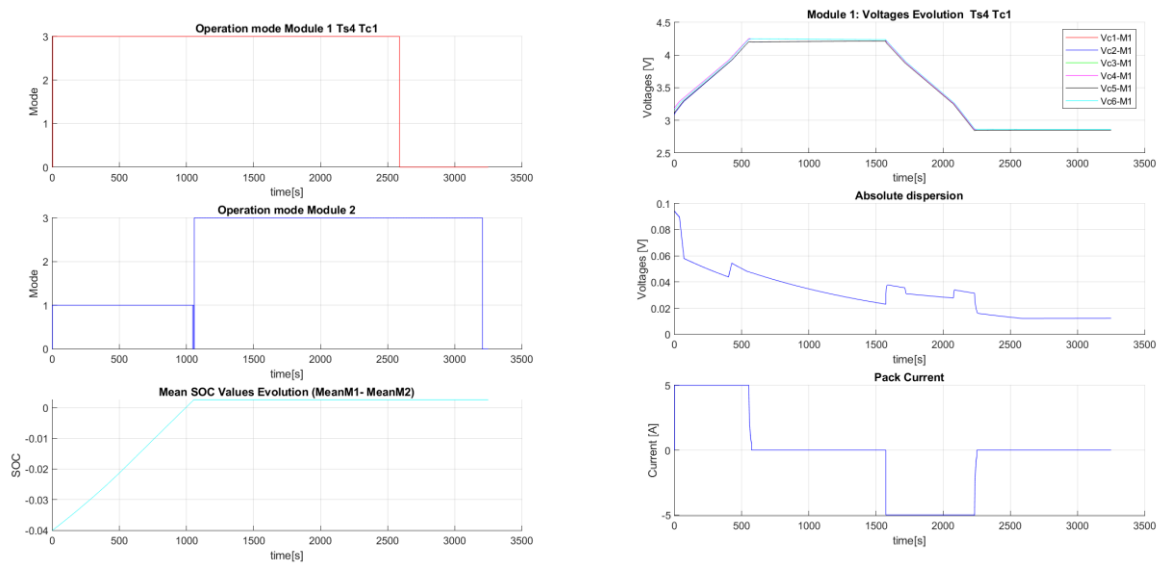 Operation mode Module 1 Ts4 Tc1
Mode
3
2
1
0
0 500 1000 1500 2000 2500 3000 3500
time[s]
Operation mode Module 2
Mode
3
2
1
0
0 500 1000 1500 2000 2500 3000 3500
time[s]
Mean SOC Values Evolution (MeanM1- MeanM2)
SOC
0
-0.01
-0.02
-0.03
-0.04
0 500 1000 1500 2000 2500 3000 3500
time[s]
Module 1: Voltages Evolution Ts4 Tc1
Voltages [V]
4.5
4
3.5
3
2.5
Vc1-M1
Vc2-M1
Vc3-M1
Vc4-M1
Vc5-M1
Vc6-M1
0 500 1000 1500 2000 2500 3000 3500
time[s]
Absolute dispersion
Voltages [V]
0.1
0.08
0.06
0.04
0.02
0
0 500 1000 1500 2000 2500 3000 3500
time[s]
Pack Current
Current [A]
5
0
-5
0 500 1000 1500 2000 2500 3000 3500
time[s]